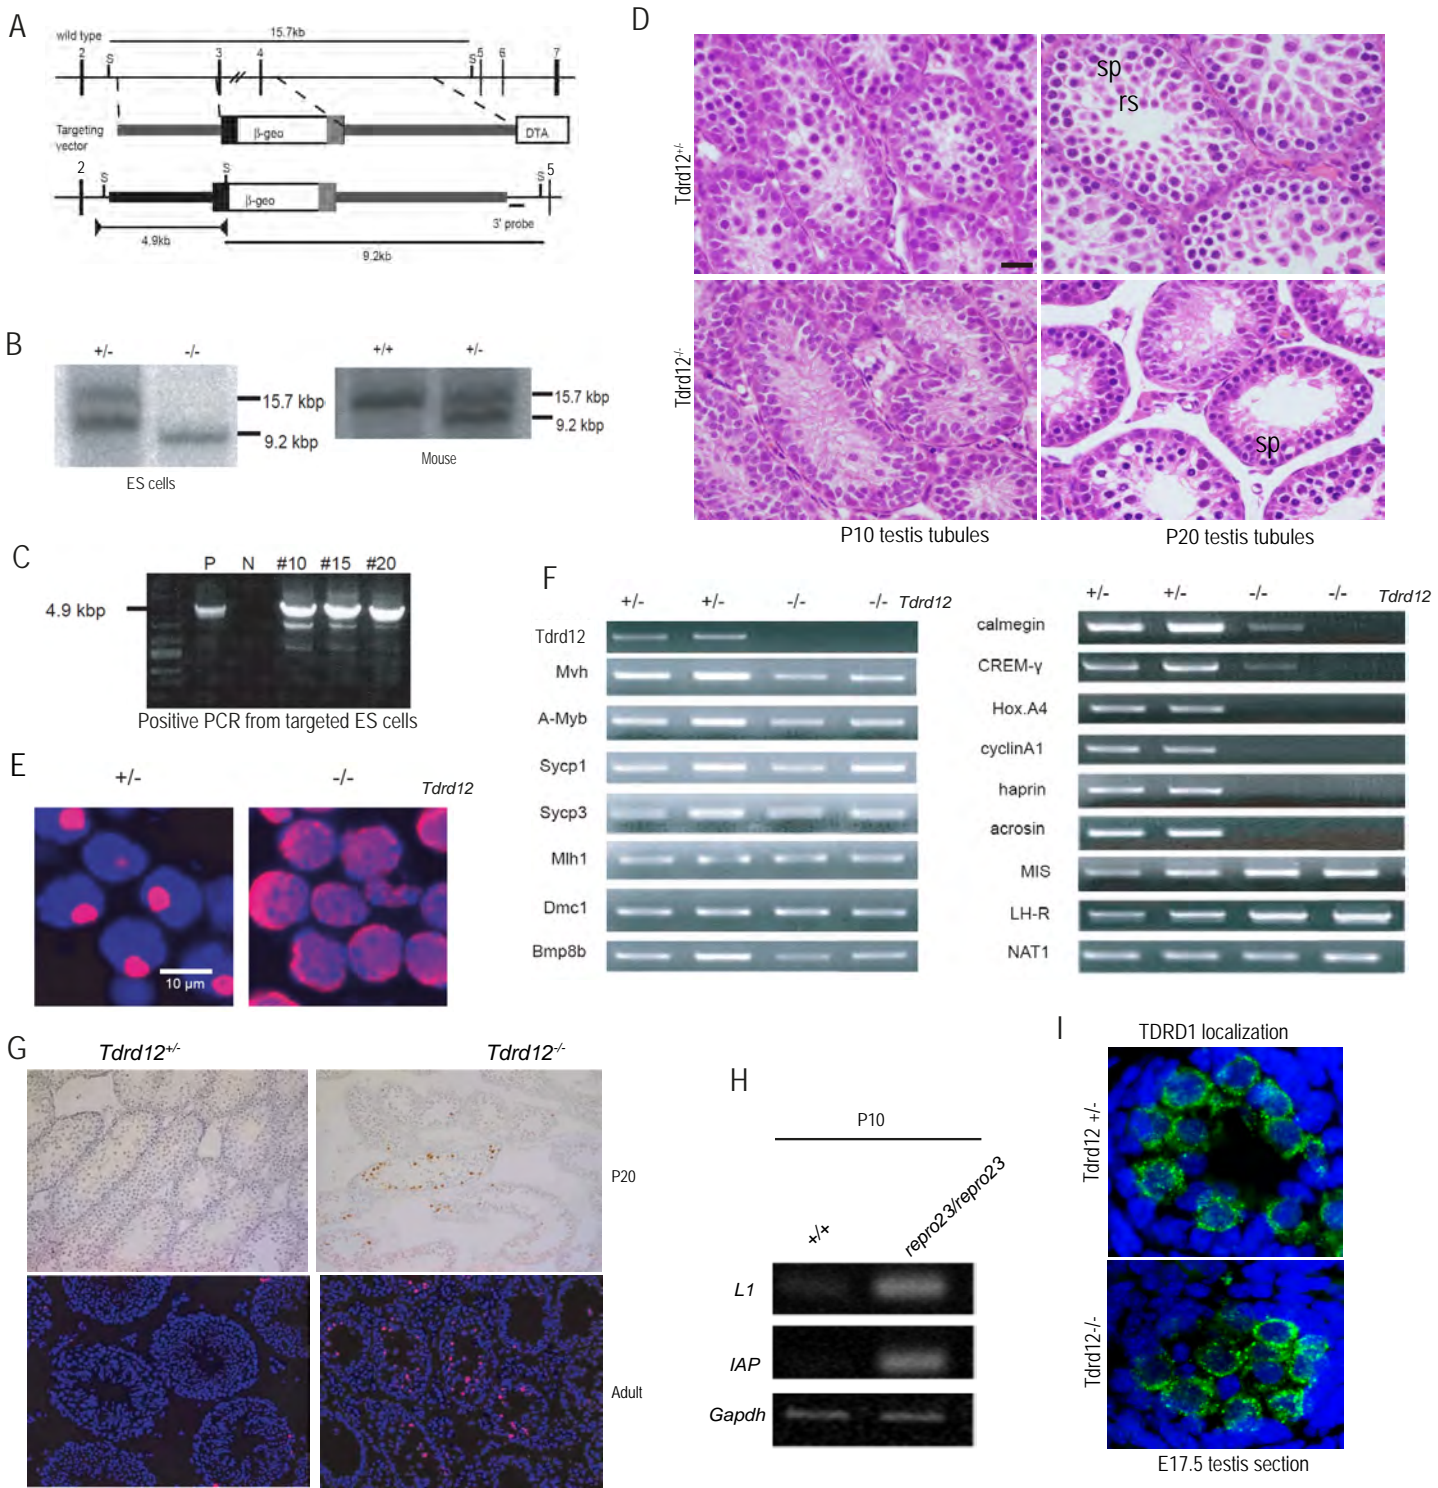 A
wild type
15.7kb
2 S 3 4 S 5 6 7
Targeting vector
β-geo
DTA
2 S S S 5
β-geo
3' probe
4.9kb
9.2kb
B
+/- -/-
15.7 kbp
9.2 kbp
ES cells
+/+ +/-
15.7 kbp
9.2 kbp
Mouse
C
P N #10 #15 #20
4.9 kbp
Positive PCR from targeted ES cells
D
Tdrd12+/-
sp
rs
Tdrd12-/-
sp
P10 testis tubules
P20 testis tubules
E
+/- -/- Tdrd12
10 µm
F
+/- +/- -/- -/- Tdrd12
Tdrd12
Mvh
A-Myb
Sycp1
Sycp3
Mlh1
Dmc1
Bmp8b
+/- +/- -/- -/- Tdrd12
calmegin
CREM-γ
Hox.A4
cyclinA1
haprin
acrosin
MIS
LH-R
NAT1
G
Tdrd12+/- Tdrd12-/-
P20
Adult
H
P10
+/+ repro23/repro23
L1
IAP
Gapdh
I
TDRD1 localization
Tdrd12 +/-
Tdrd12-/-
E17.5 testis section